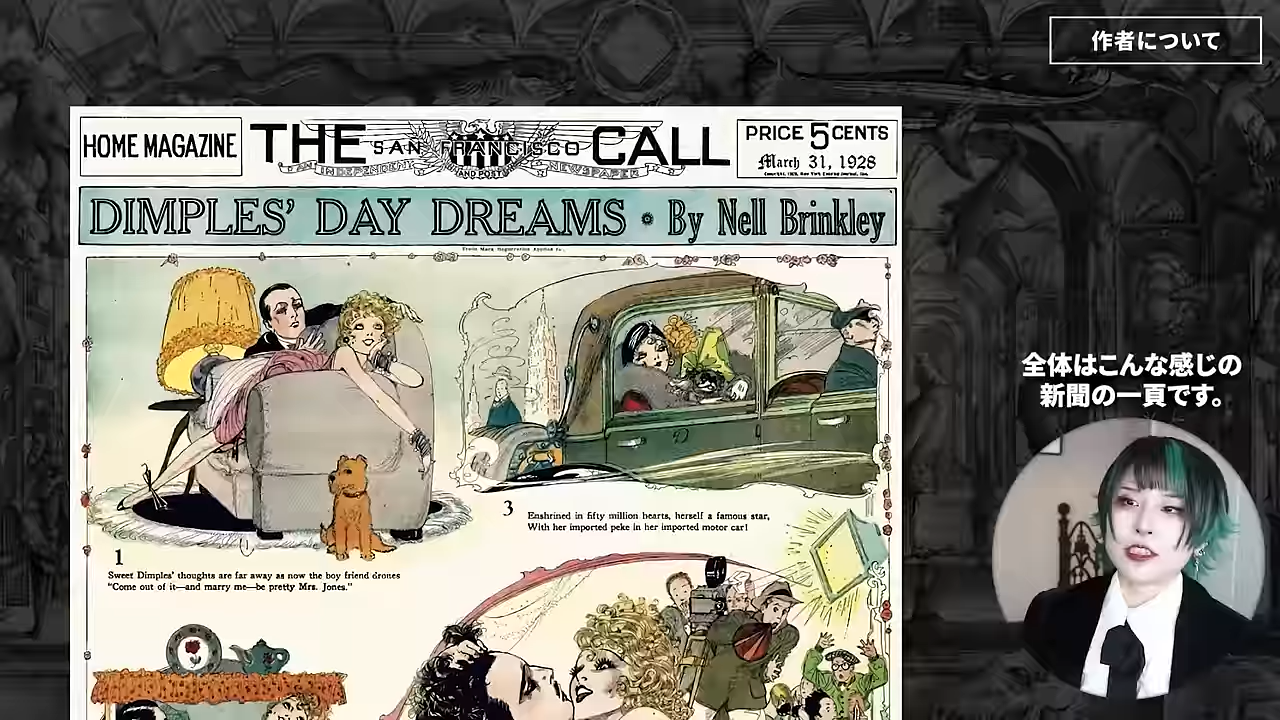 作者について
HOME MAGAZINE
THE SAN FRANCISCO CALL
AN INDEPENDENT NEWSPAPER
AND POST
PRICE 5 CENTS
March 31, 1928
DIMPLES' DAY DREAMS • By Nell Brinkley
3 Enshrined in fifty million hearts, herself a famous star,
With her imported peke in her imported motor car!
1
Sweet Dimples' thoughts are far away as now the boy friend drones
"Come out of it—and marry me—be pretty Mrs. Jones."
全体はこんな感じの
新聞の一頁です。